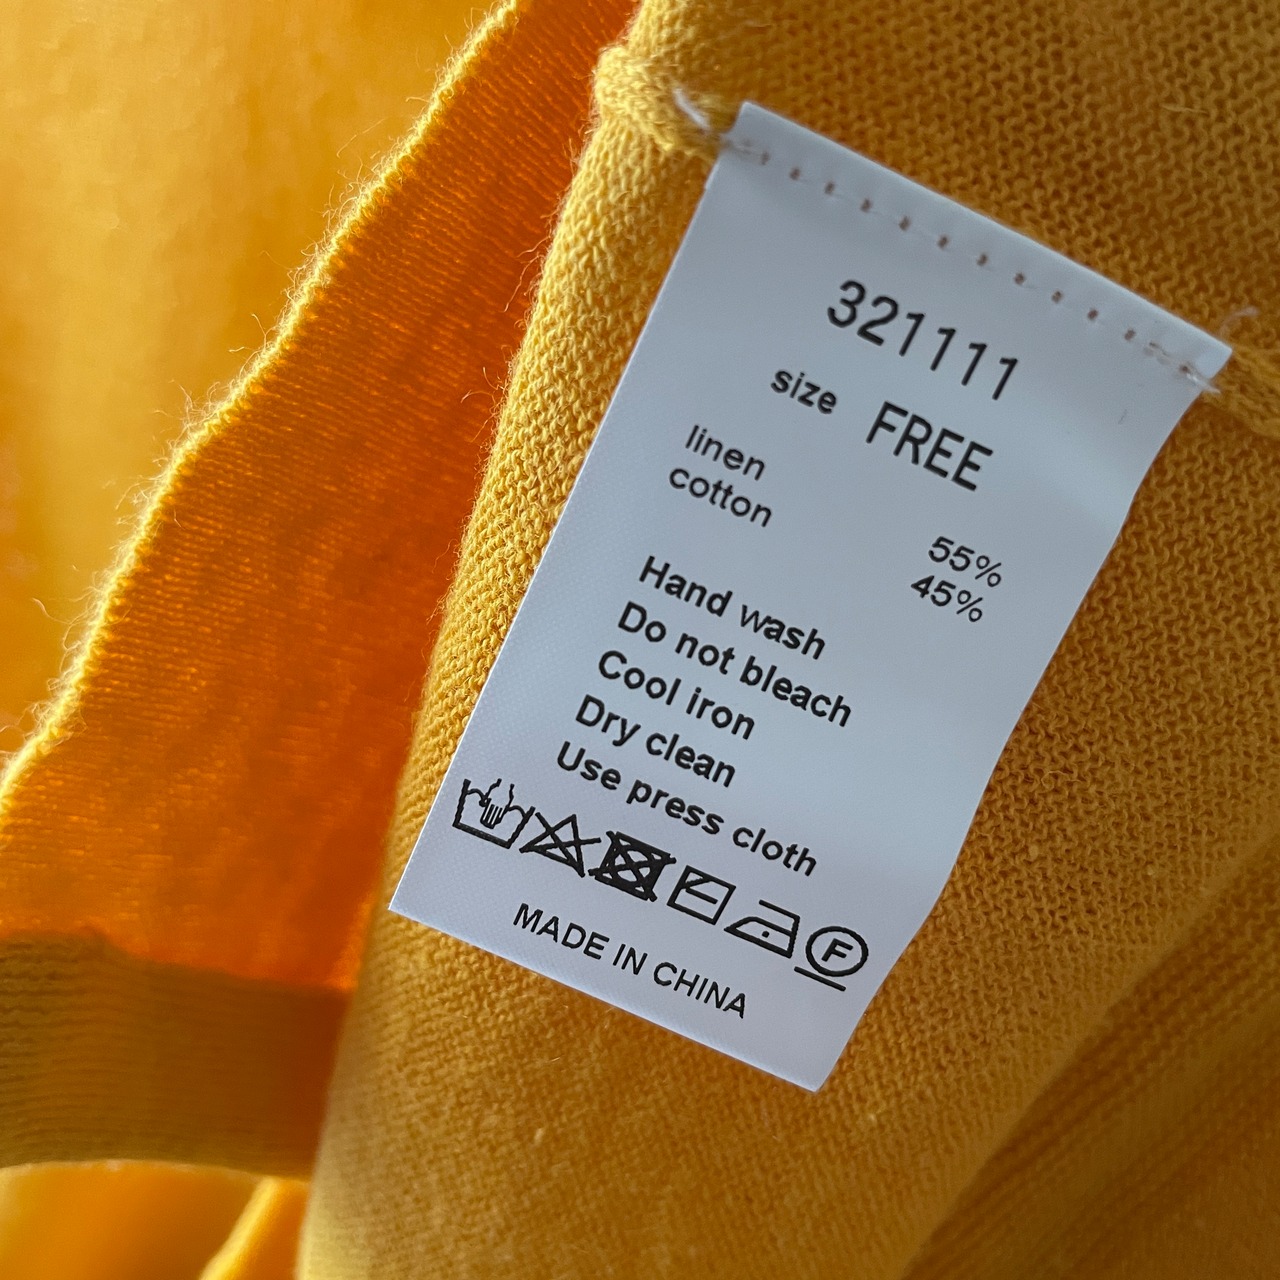 321111
size FREE
linen 55%
cotton 45%
Hand wash
Do not bleach
Cool iron
Dry clean
Use press cloth
F
MADE IN CHINA